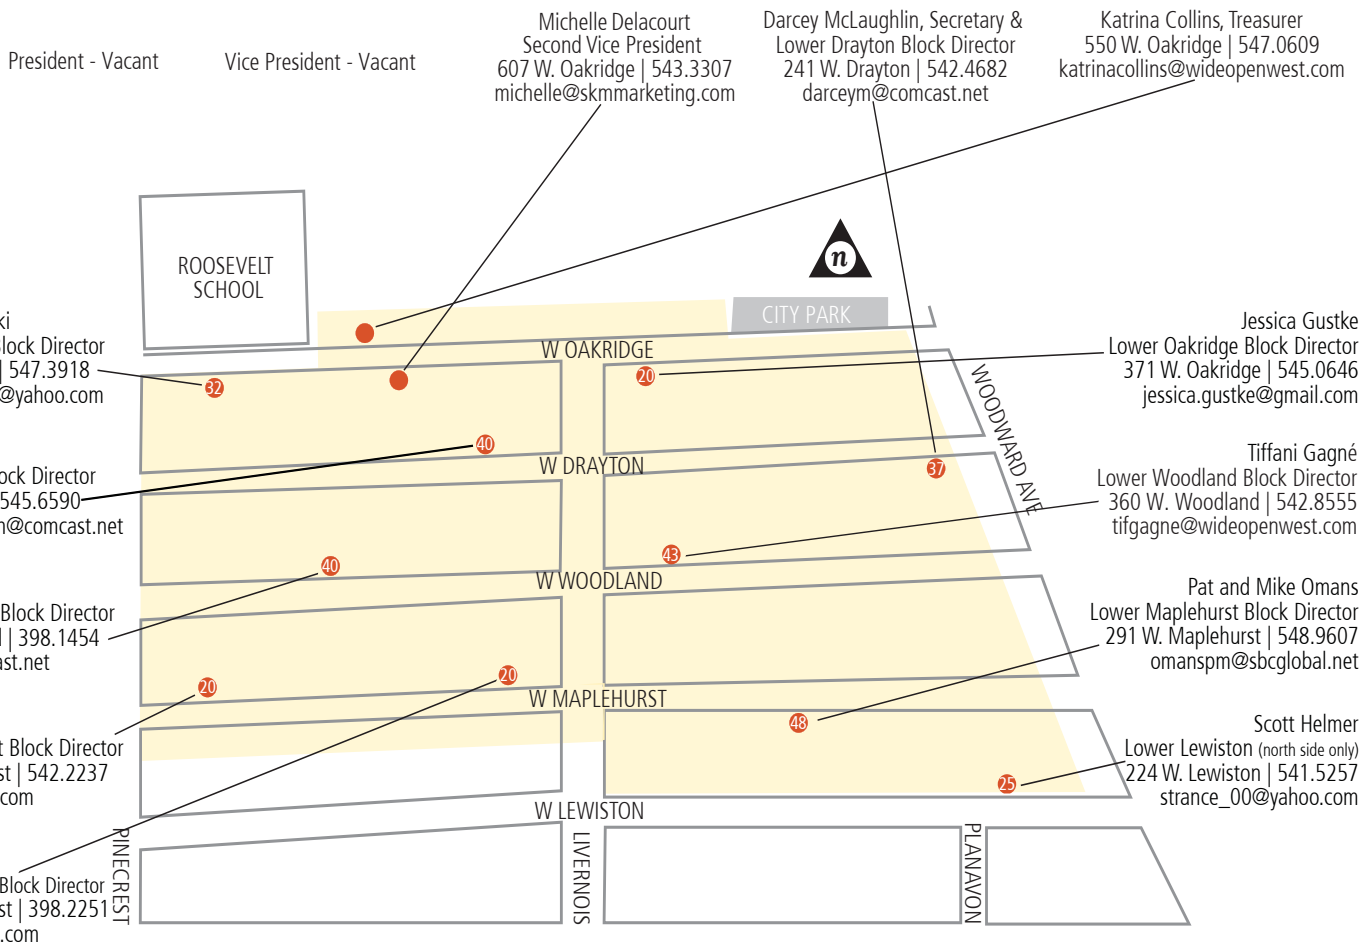 President - Vacant
Vice President - Vacant
Michelle Delacourt
Second Vice President
607 W. Oakridge | 543.3307
michelle@skmmarketing.com
Darcey McLaughlin, Secretary &
Lower Drayton Block Director
241 W. Drayton | 542.4682
darceym@comcast.net
Katrina Collins, Treasurer
550 W. Oakridge | 547.0609
katrinacollins@wideopenwest.com
ROOSEVELT
SCHOOL
n
CITY PARK
ki
lock Director
| 547.3918
@yahoo.com
32
W OAKRIDGE
20
Jessica Gustke
Lower Oakridge Block Director
371 W. Oakridge | 545.0646
jessica.gustke@gmail.com
WOODWARD AVE
40
ock Director
545.6590
n@comcast.net
W DRAYTON
37
Tiffani Gagné
Lower Woodland Block Director
360 W. Woodland | 542.8555
tifgagne@wideopenwest.com
43
40
W WOODLAND
Block Director
| 398.1454
ast.net
Pat and Mike Omans
Lower Maplehurst Block Director
291 W. Maplehurst | 548.9607
omanspm@sbcglobal.net
20
20
W MAPLEHURST
48
t Block Director
st | 542.2237
.com
Scott Helmer
Lower Lewiston (north side only)
224 W. Lewiston | 541.5257
strance_00@yahoo.com
25
W LEWISTON
PINECREST
LIVERNOIS
PLANAVON
Block Director
st | 398.2251
.com